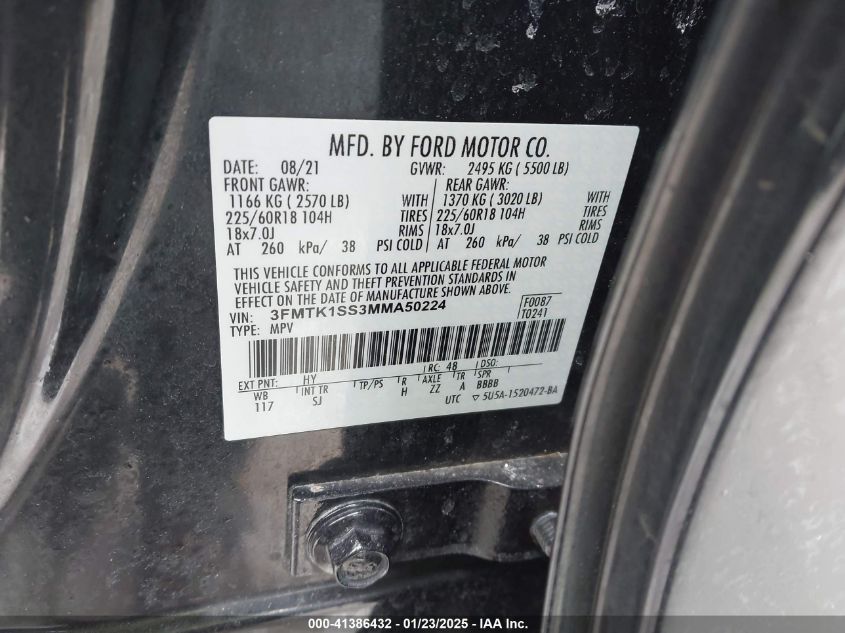 MFD. BY FORD MOTOR CO.
DATE: 08/21 GVWR: 2495 KG ( 5500 LB)
FRONT GAWR: REAR GAWR:
1166 KG ( 2570 LB) WITH 1370 KG ( 3020 LB) WITH
225/60R18 104H TIRES 225/60R18 104H TIRES
18x7.0J RIMS 18x7.0J RIMS
AT 260 kPa/ 38 PSI COLD AT 260 kPa/ 38 PSI COLD
THIS VEHICLE CONFORMS TO ALL APPLICABLE FEDERAL MOTOR
VEHICLE SAFETY AND THEFT PREVENTION STANDARDS IN
EFFECT ON THE DATE OF MANUFACTURE SHOWN ABOVE.
VIN: 3FMTK1SS3MMA50224 F0087
TYPE: MPV T0241
EXT PNT: HY RC: 48 DSO:
WB INT TR TP/PS R AXLE TR SPR
117 SJ H ZZ A BBBB
UTC ▽ 5U5A-1520472-BA
000-41386432 - 01/23/2025 - IAA Inc.